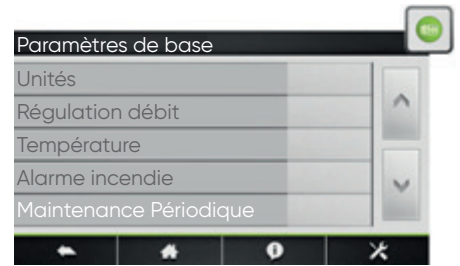 Paramètres de base
Unités
Régulation débit
Température
Alarme incendie
Maintenance Périodique